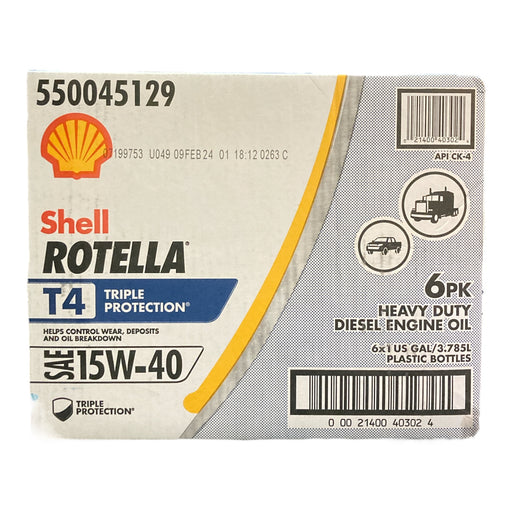 550045129
07199753 U049 09FEB24 01 18:12 0263 C
21400 40302 4
API CK-4
Shell
ROTELLA®
T4 TRIPLE
PROTECTION®
HELPS CONTROL WEAR, DEPOSITS
AND OIL BREAKDOWN
SAE 15W-40
TRIPLE
PROTECTION®
6PK
HEAVY DUTY
DIESEL ENGINE OIL
6x1 US GAL/3.785L
PLASTIC BOTTLES
0 00 21400 40302 4